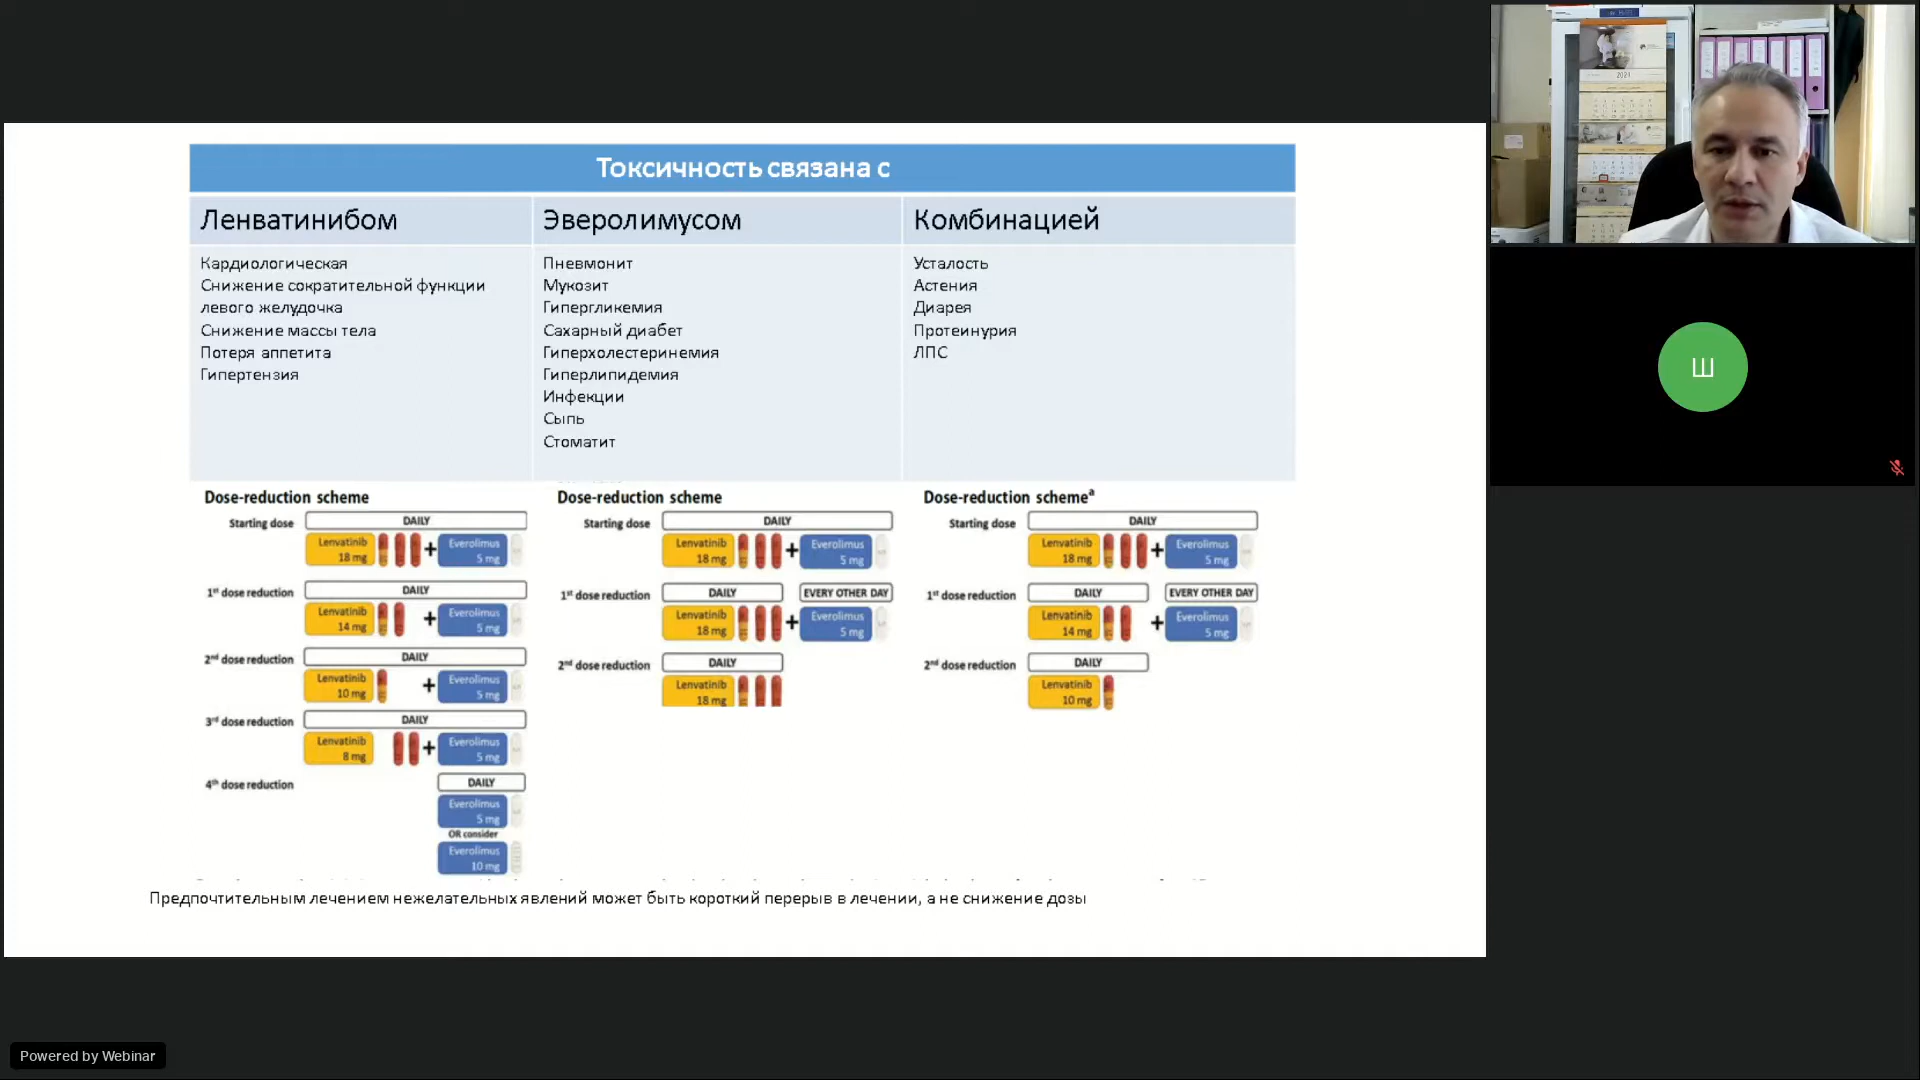 Токсичность связана с
Ленватинибом
Эверолимусом
Комбинацией
Кардиологическая
Снижение сократительной функции
левого желудочка
Снижение массы тела
Потеря аппетита
Гипертензия
Пневмонит
Мукозит
Гипергликемия
Сахарный диабет
Гиперхолестеринемия
Гиперлипидемия
Инфекции
Сыпь
Стоматит
Усталость
Астения
Диарея
Протеинурия
ЛПС
Dose-reduction scheme
Starting dose
DAILY
Lenvatinib
18 mg
+
Everolimus
5 mg
1st dose reduction
DAILY
Lenvatinib
14 mg
+
Everolimus
5 mg
2nd dose reduction
DAILY
Lenvatinib
10 mg
+
Everolimus
5 mg
3rd dose reduction
DAILY
Lenvatinib
8 mg
+
Everolimus
5 mg
4th dose reduction
DAILY
Everolimus
5 mg
OR consider
Everolimus
10 mg
Dose-reduction scheme
Starting dose
DAILY
Lenvatinib
18 mg
+
Everolimus
5 mg
1st dose reduction
DAILY
EVERY OTHER DAY
Lenvatinib
18 mg
+
Everolimus
5 mg
2nd dose reduction
DAILY
Lenvatinib
18 mg
Dose-reduction schemea
Starting dose
DAILY
Lenvatinib
18 mg
+
Everolimus
5 mg
1st dose reduction
DAILY
EVERY OTHER DAY
Lenvatinib
14 mg
+
Everolimus
5 mg
2nd dose reduction
DAILY
Lenvatinib
10 mg
Предпочтительным лечением нежелательных явлений может быть короткий перерыв в лечении, а не снижение дозы
2021
Ш
Powered by Webinar